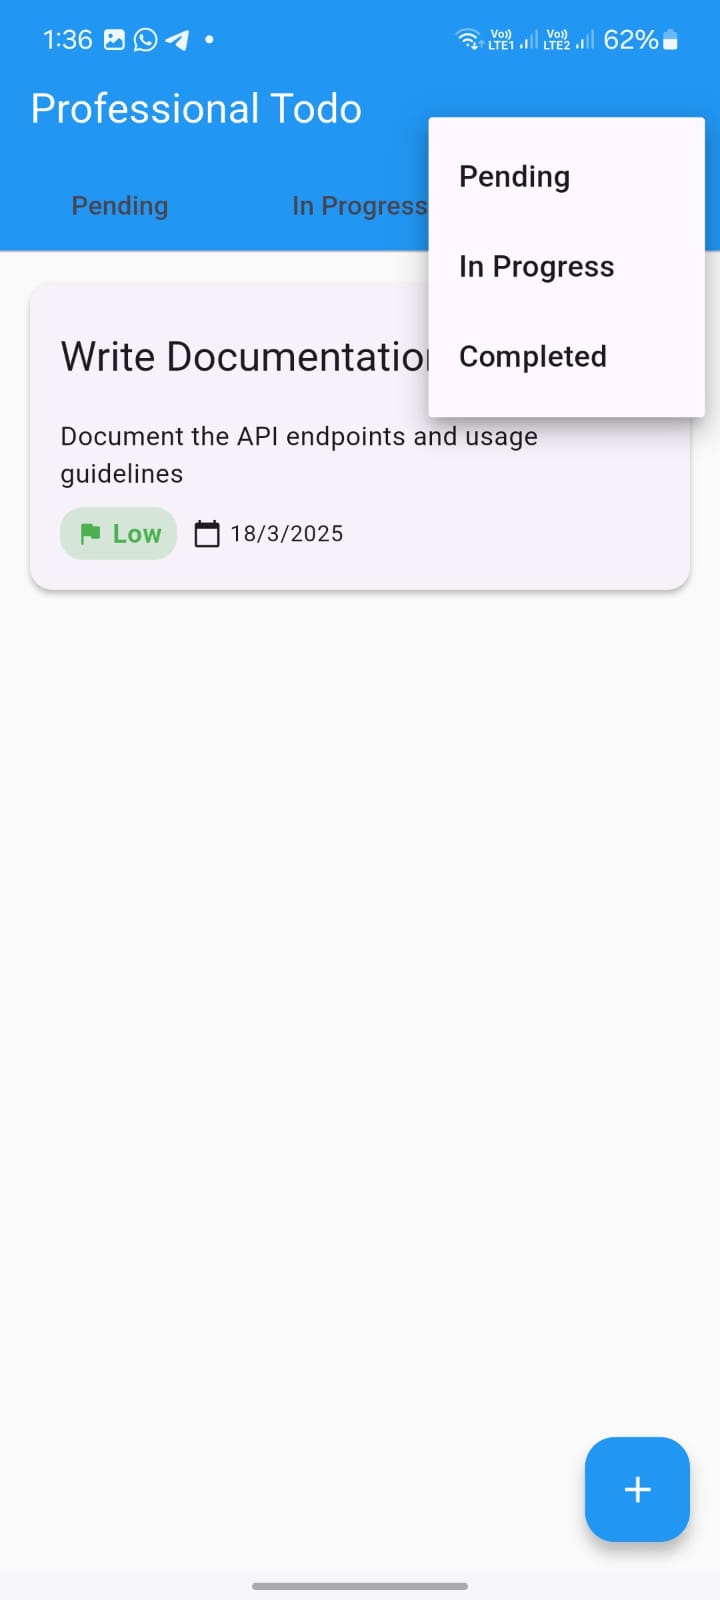 1:36
Vo)) LTE1 Vo)) LTE2 62%
Professional Todo
Pending
In Progress
Pending
In Progress
Completed
Write Documentation
Document the API endpoints and usage
guidelines
Low 18/3/2025